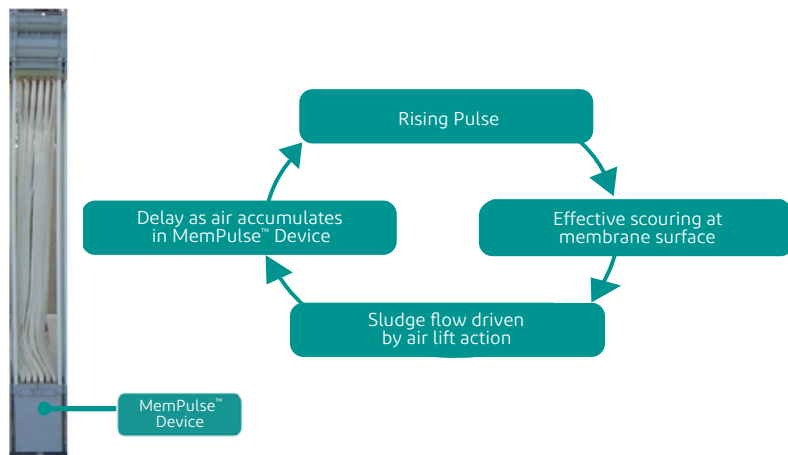 Rising Pulse
Delay as air accumulates
in MemPulse™ Device
Effective scouring at
membrane surface
Sludge flow driven
by air lift action
MemPulse™
Device